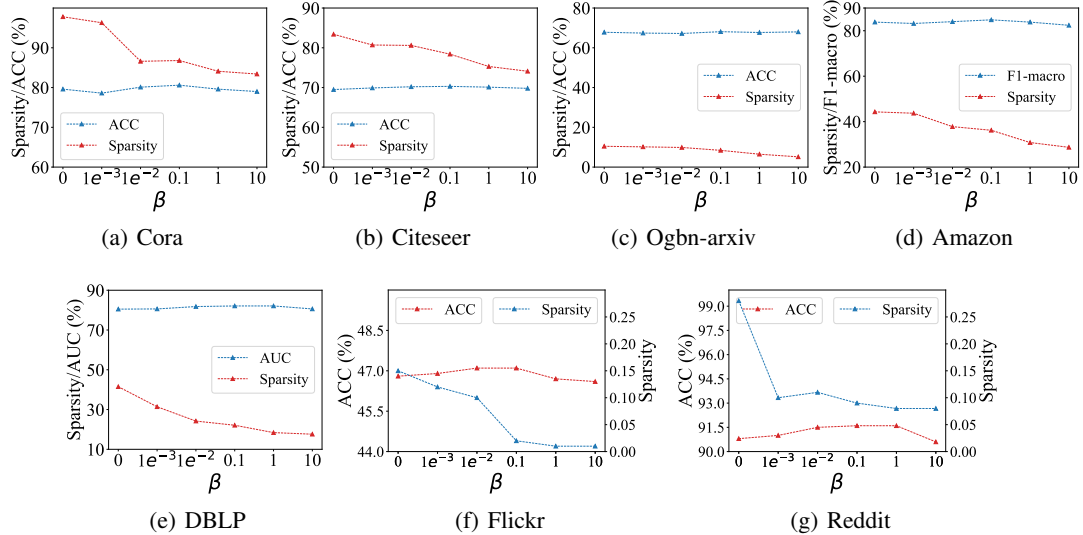 Sparsity/ACC (%)
90
80
70
60
ACC
Sparsity
0 1e⁻³ 1e⁻² 0.1 1 10
β
(a) Cora
Sparsity/ACC (%)
90
80
70
60
50
ACC
Sparsity
0 1e⁻³ 1e⁻² 0.1 1 10
β
(b) Citeseer
Sparsity/ACC (%)
80
60
40
20
0
ACC
Sparsity
0 1e⁻³ 1e⁻² 0.1 1 10
β
(c) Ogbn-arxiv
Sparsity/F1-macro (%)
80
60
40
20
F1-macro
Sparsity
0 1e⁻³ 1e⁻² 0.1 1 10
β
(d) Amazon
Sparsity/AUC (%)
90
70
50
30
10
AUC
Sparsity
0 1e⁻³ 1e⁻² 0.1 1 10
β
(e) DBLP
ACC (%)
48.5
47.0
45.5
44.0
ACC
Sparsity
0.25
0.20
0.15
0.10
0.05
0.00
Sparsity
0 1e⁻³ 1e⁻² 0.1 1 10
β
(f) Flickr
ACC (%)
99.0
97.5
96.0
94.5
93.0
91.5
90.0
ACC
Sparsity
0.25
0.20
0.15
0.10
0.05
0.00
Sparsity
0 1e⁻³ 1e⁻² 0.1 1 10
β
(g) Reddit